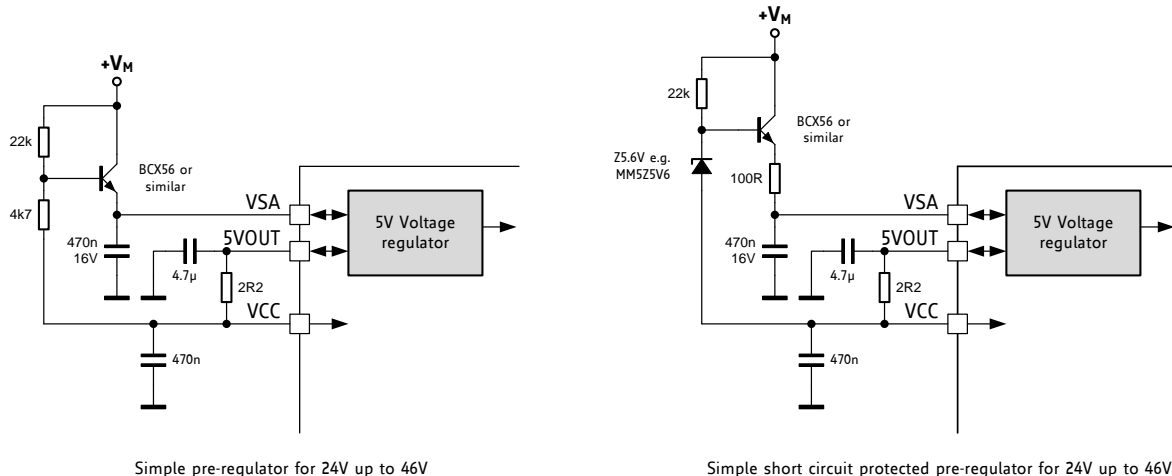 +VM
22k
BCX56 or
similar
4k7
VSA
470n
16V
5VOUT
4.7µ
2R2
VCC
470n
5V Voltage
regulator
Simple pre-regulator for 24V up to 46V
+VM
22k
BCX56 or
similar
Z5.6V e.g.
MM5Z5V6
100R
VSA
470n
16V
5VOUT
4.7µ
2R2
VCC
470n
5V Voltage
regulator
Simple short circuit protected pre-regulator for 24V up to 46V